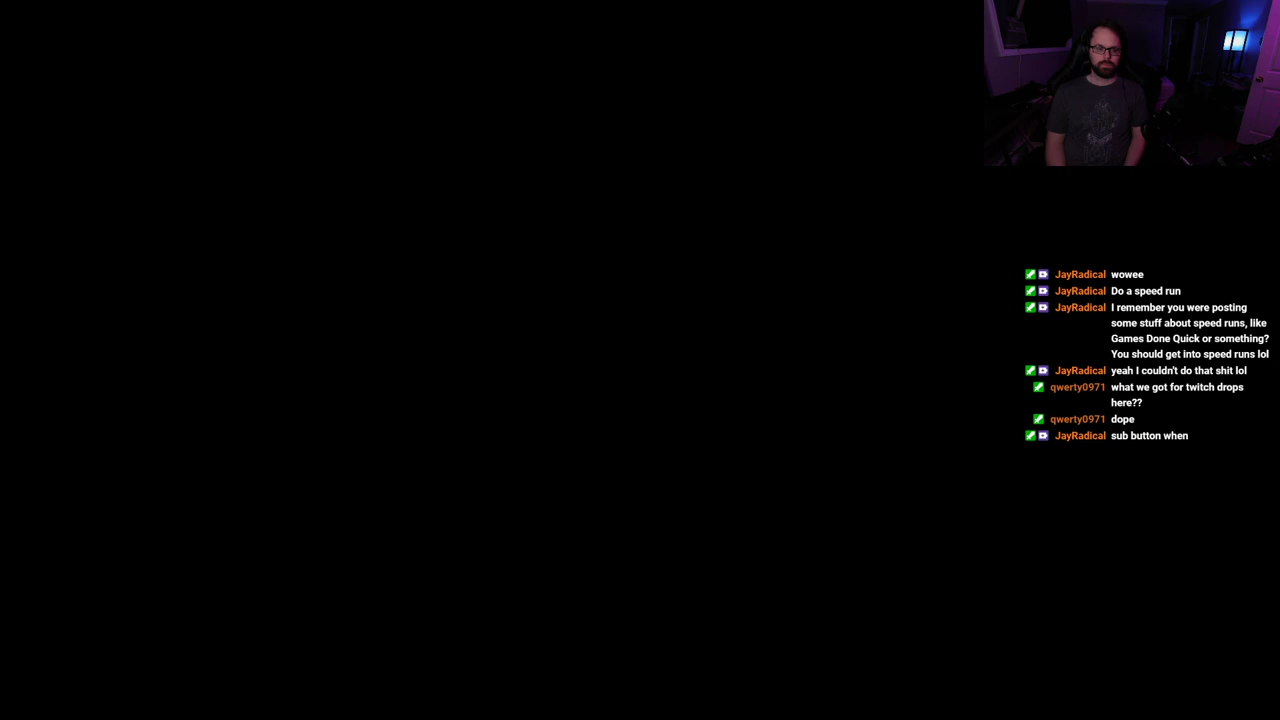 JayRadical wowee
JayRadical Do a speed run
JayRadical I remember you were posting
some stuff about speed runs, like
Games Done Quick or something?
You should get into speed runs lol
JayRadical yeah I couldn't do that shit lol
qwerty0971 what we got for twitch drops
here??
qwerty0971 dope
JayRadical sub button when